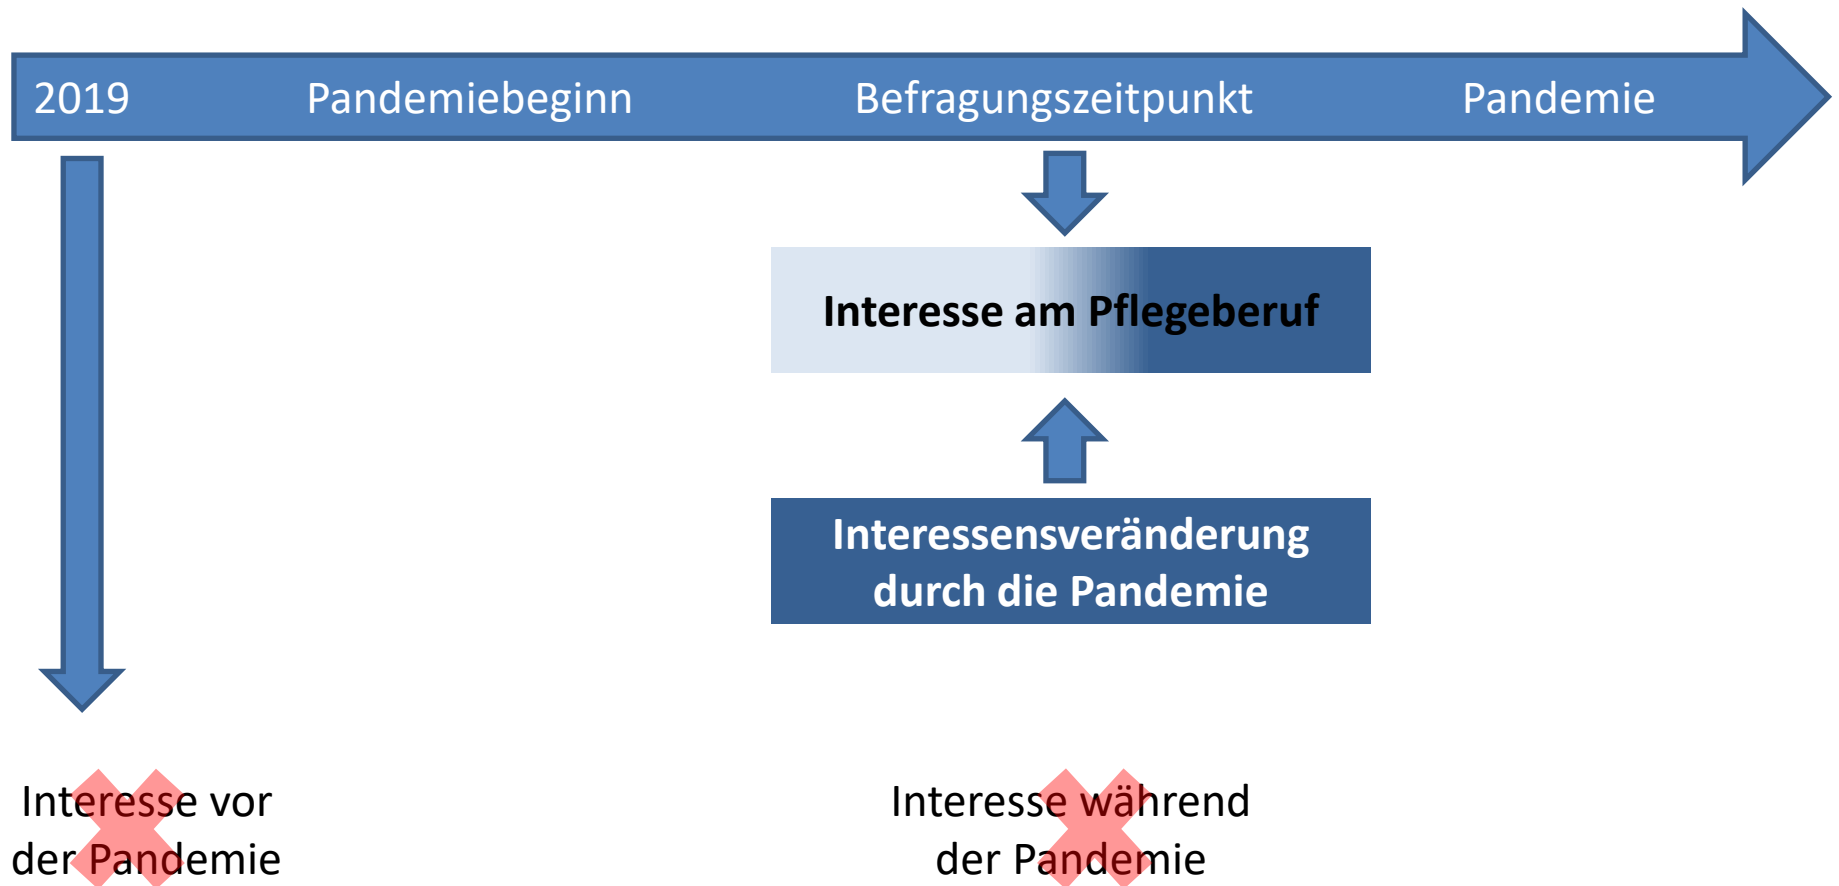 2019 Pandemiebeginn Befragungszeitpunkt Pandemie
Interesse am Pflegeberuf
Interessensveränderung
durch die Pandemie
Interesse vor
der Pandemie
Interesse während
der Pandemie